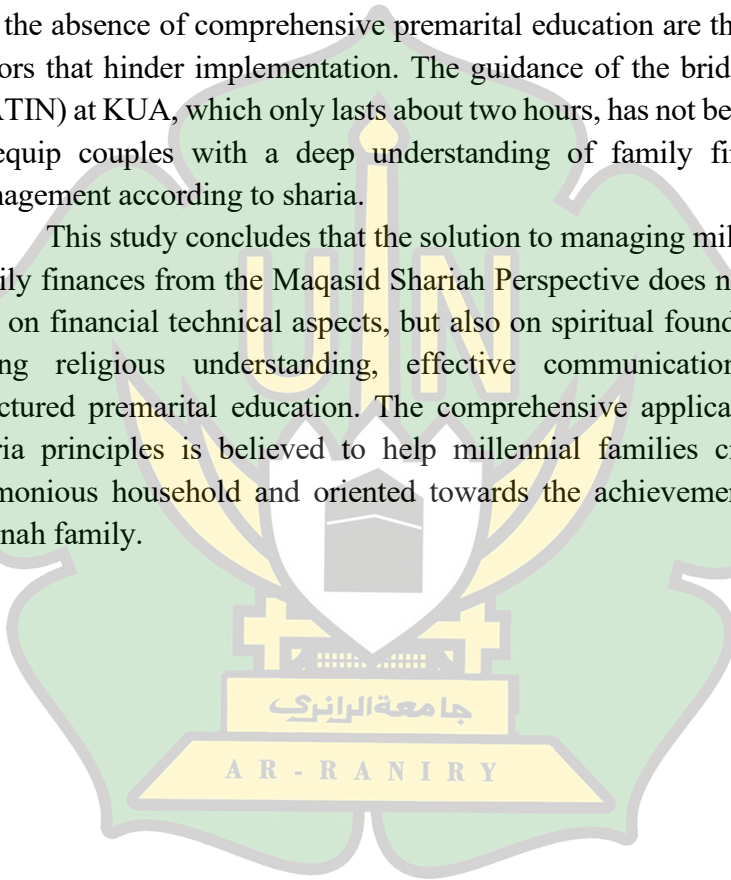 the absence of comprehensive premarital education are th
ors that hinder implementation. The guidance of the brid
ATIN) at KUA, which only lasts about two hours, has not be
equip couples with a deep understanding of family fi
nagement according to sharia.
This study concludes that the solution to managing mil
ily finances from the Maqasid Shariah Perspective does n
on financial technical aspects, but also on spiritual found
ng religious understanding, effective communication
ctured premarital education. The comprehensive applica
ria principles is believed to help millennial families c
monious household and oriented towards the achievemen
nah family.
UIN
جامعة الرانري
AR-RANIRY